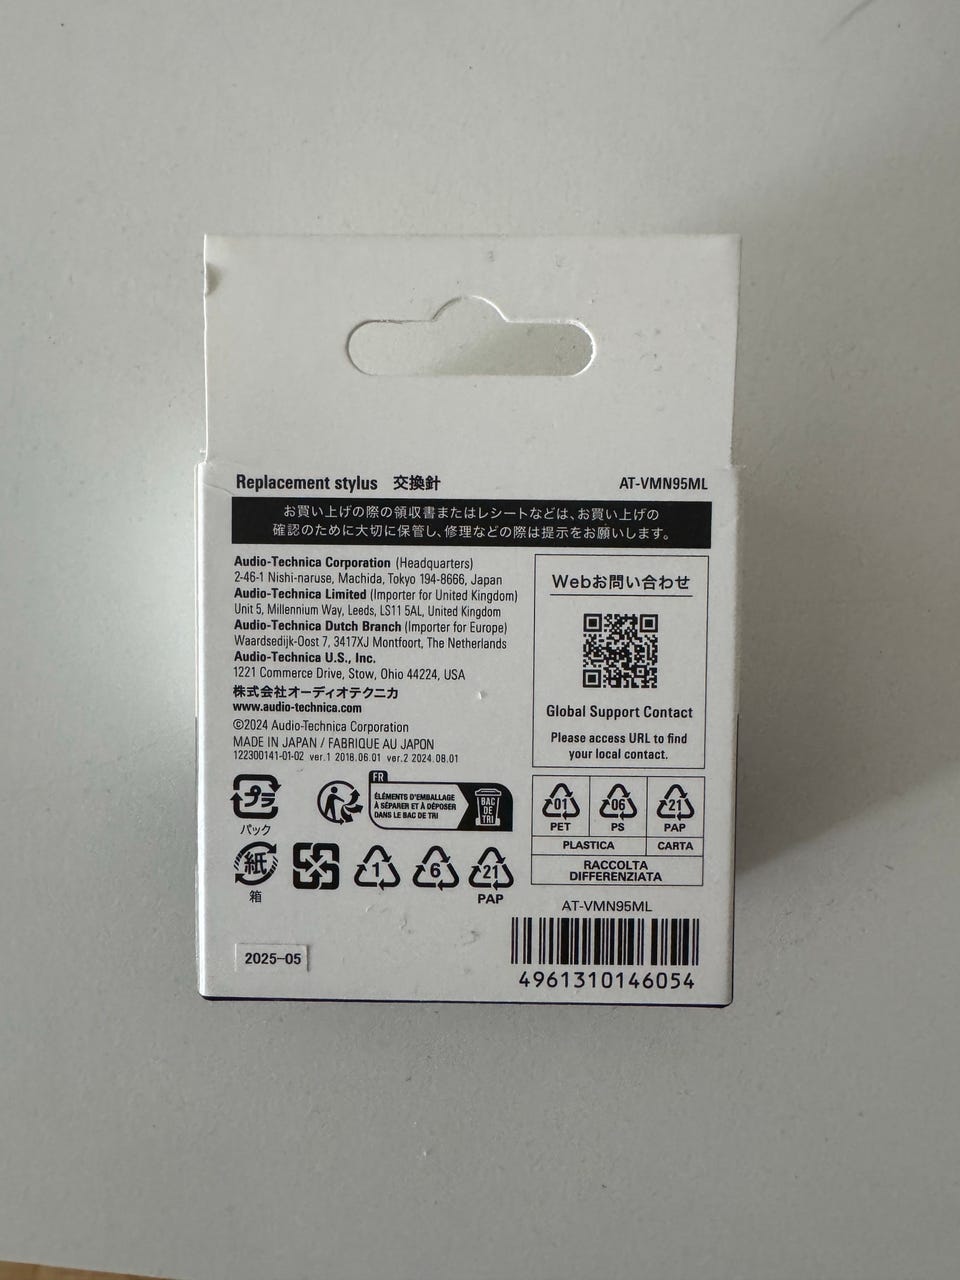 Replacement stylus 交換針 AT-VMN95ML
お買い上げの際の領収書またはレシートなどは、お買い上げの
確認のために大切に保管し、修理などの際は提示をお願いします。
Audio-Technica Corporation (Headquarters)
2-46-1 Nishi-naruse, Machida, Tokyo 194-8666, Japan
Audio-Technica Limited (Importer for United Kingdom)
Unit 5, Millennium Way, Leeds, LS11 5AL, United Kingdom
Audio-Technica Dutch Branch (Importer for Europe)
Waardsedijk-Oost 7, 3417XJ Montfoort, The Netherlands
Audio-Technica U.S., Inc.
1221 Commerce Drive, Stow, Ohio 44224, USA
株式会社オーディオテクニカ
www.audio-technica.com
©2024 Audio-Technica Corporation
MADE IN JAPAN / FABRIQUE AU JAPON
122300141-01-02 ver.1 2018.06.01 ver.2 2024.08.01
Webお問い合わせ
Global Support Contact
Please access URL to find
your local contact.
プラ
パック
FR
ÉLÉMENTS D'EMBALLAGE
À SÉPARER ET À DÉPOSER
DANS LE BAC DE TRI
BAC
DE
TRI
紙
箱
1
6
21
PAP
01 06 21
PET PS PAP
PLASTICA CARTA
RACCOLTA
DIFFERENZIATA
2025-05
AT-VMN95ML
4961310146054